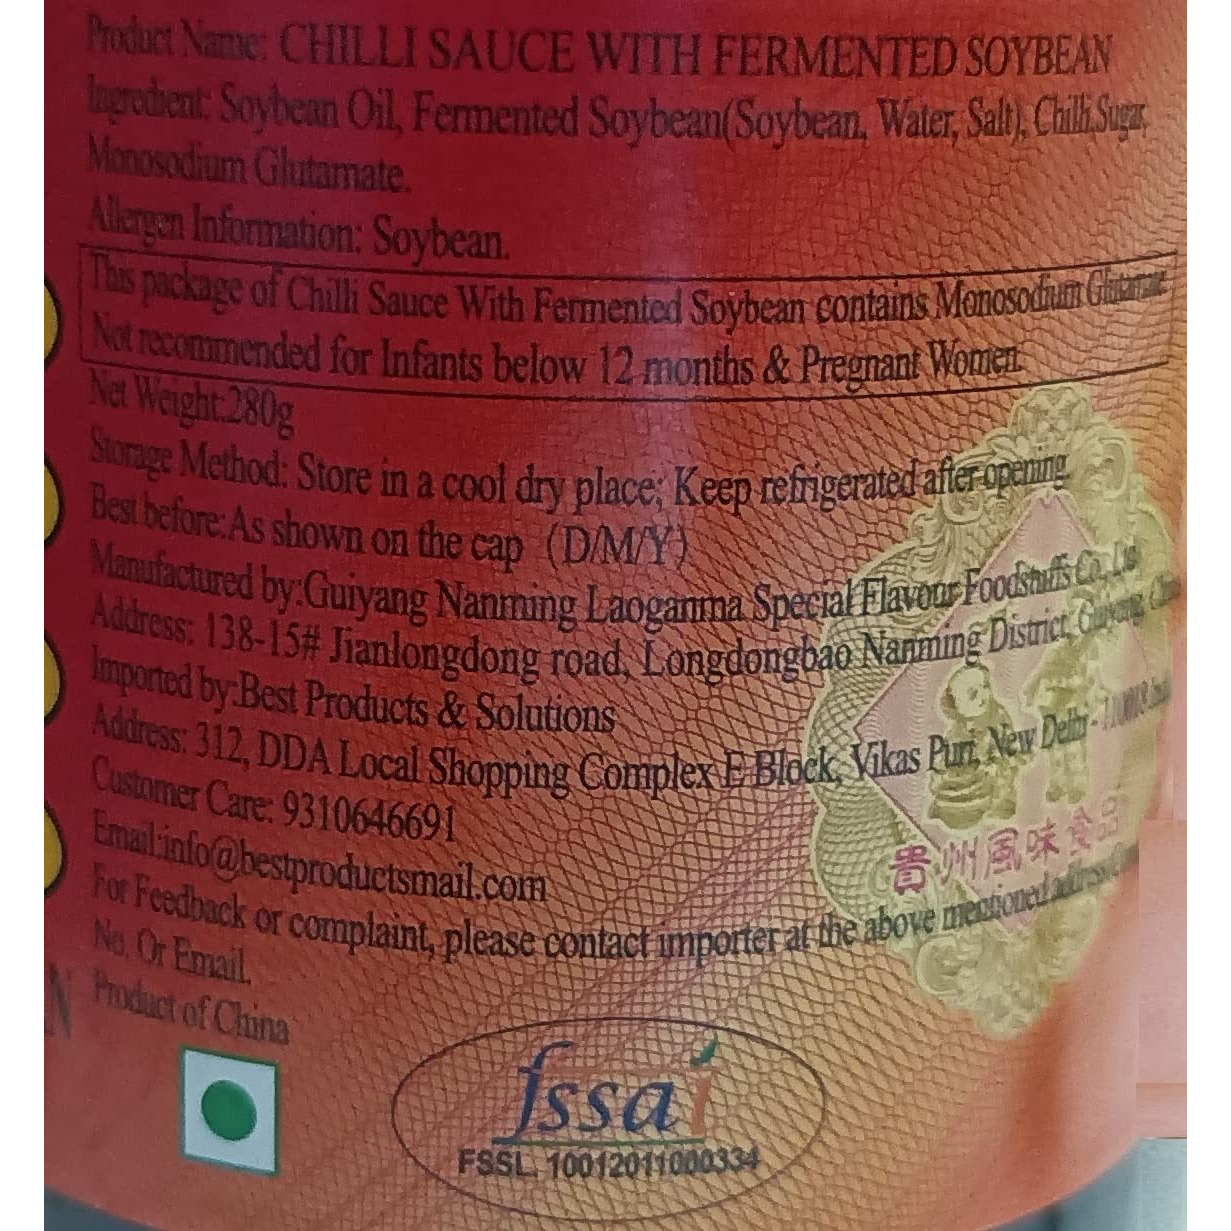 Product Name: CHILLI SAUCE WITH FERMENTED SOYBEAN
Ingredient: Soybean Oil, Fermented Soybean(Soybean, Water, Salt), Chilli,Sugar,
Monosodium Glutamate.
Allergen Information: Soybean.
This package of Chilli Sauce With Fermented Soybean contains Monosodium Glutamate
Not recommended for Infants below 12 months & Pregnant Women.
Net Weight:280g
Storage Method: Store in a cool dry place; Keep refrigerated after opening.
Best before:As shown on the cap (D/M/Y)
Manufactured by:Guiyang Nanming Laoganma Special Flavour Foodstuffs Co., Ltd
Address: 138-15# Jianlongdong road, Longdongbao Nanming District, Guiyang, China
Imported by:Best Products & Solutions
Address: 312, DDA Local Shopping Complex E Block, Vikas Puri, New Delhi -
Customer Care: 9310646691
Email:info@bestproductsmail.com
For Feedback or complaint, please contact importer at the above mentioned address
No. Or Email.
Product of China
貴州風味食品
fssai
FSSL. 10012011000334